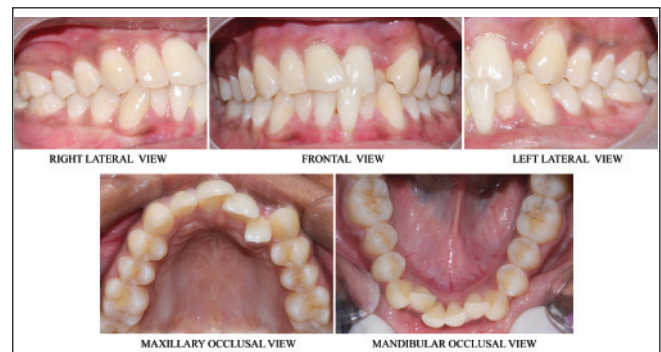 RIGHT LATERAL VIEW
FRONTAL VIEW
LEFT LATERAL VIEW
MAXILLARY OCCLUSAL VIEW
MANDIBULAR OCCLUSAL VIEW